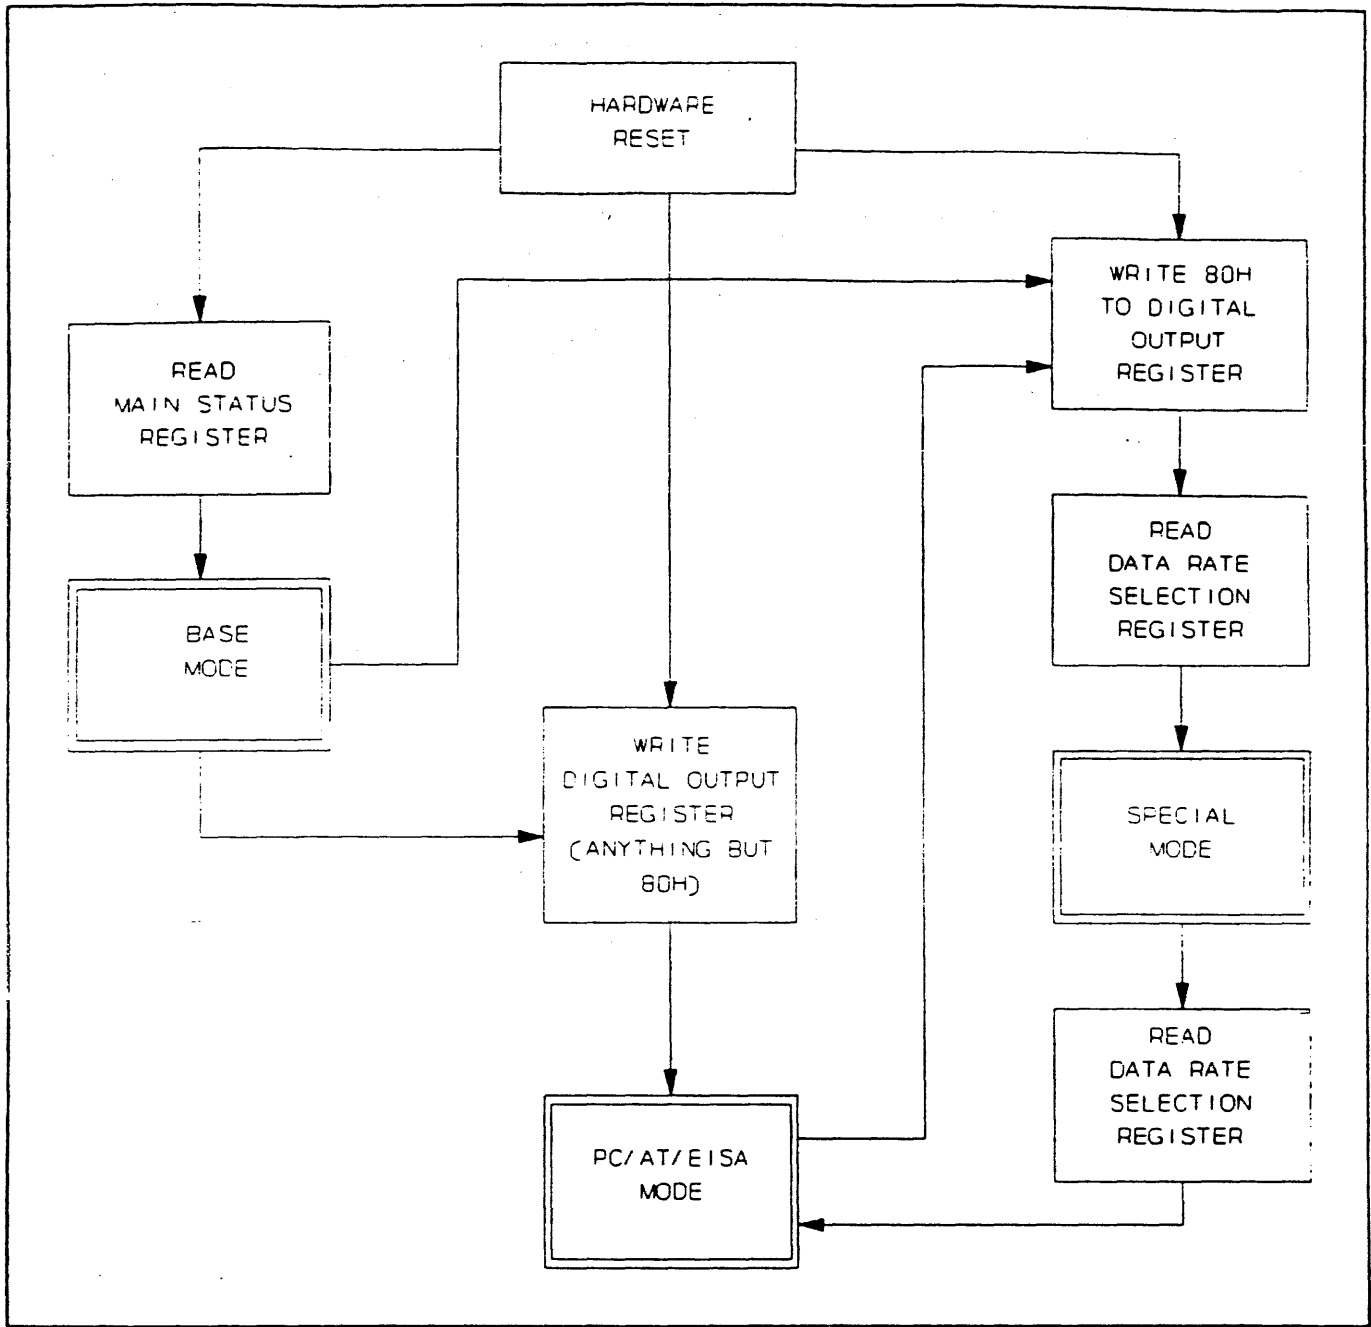 HARDWARE
RESET
WRITE 80H
TO DIGITAL
OUTPUT
REGISTER
READ
MAIN STATUS
REGISTER
READ
DATA RATE
SELECTION
REGISTER
BASE
MODE
WRITE
DIGITAL OUTPUT
REGISTER
(ANYTHING BUT
80H)
SPECIAL
MODE
READ
DATA RATE
SELECTION
REGISTER
PC/AT/EISA
MODE